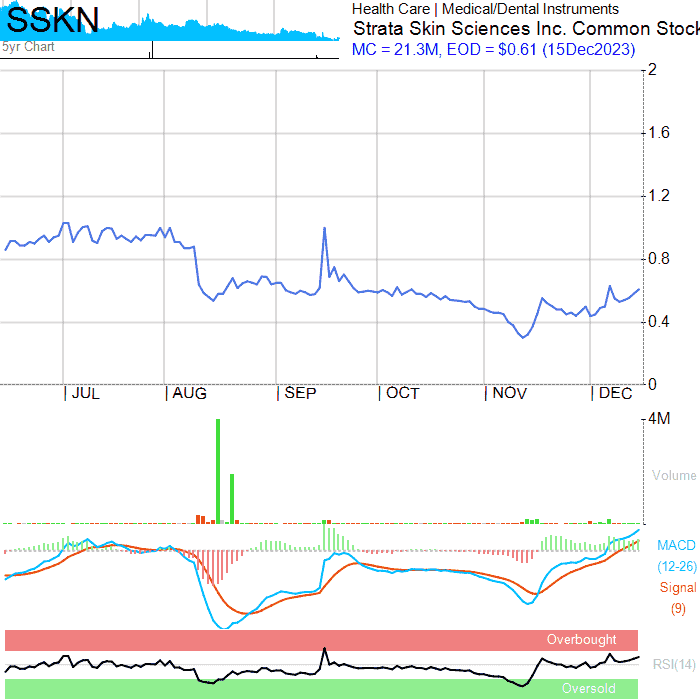 SSKN
5yr Chart
Health Care | Medical/Dental Instruments
Strata Skin Sciences Inc. Common Stock
MC = 21.3M, EOD = $0.61 (15Dec2023)
2
1.6
1.2
0.8
0.4
0
| JUL | AUG | SEP | OCT | NOV | DEC
4M
Volume
MACD
(12-26)
Signal
(9)
Overbought
RSI(14)
Oversold